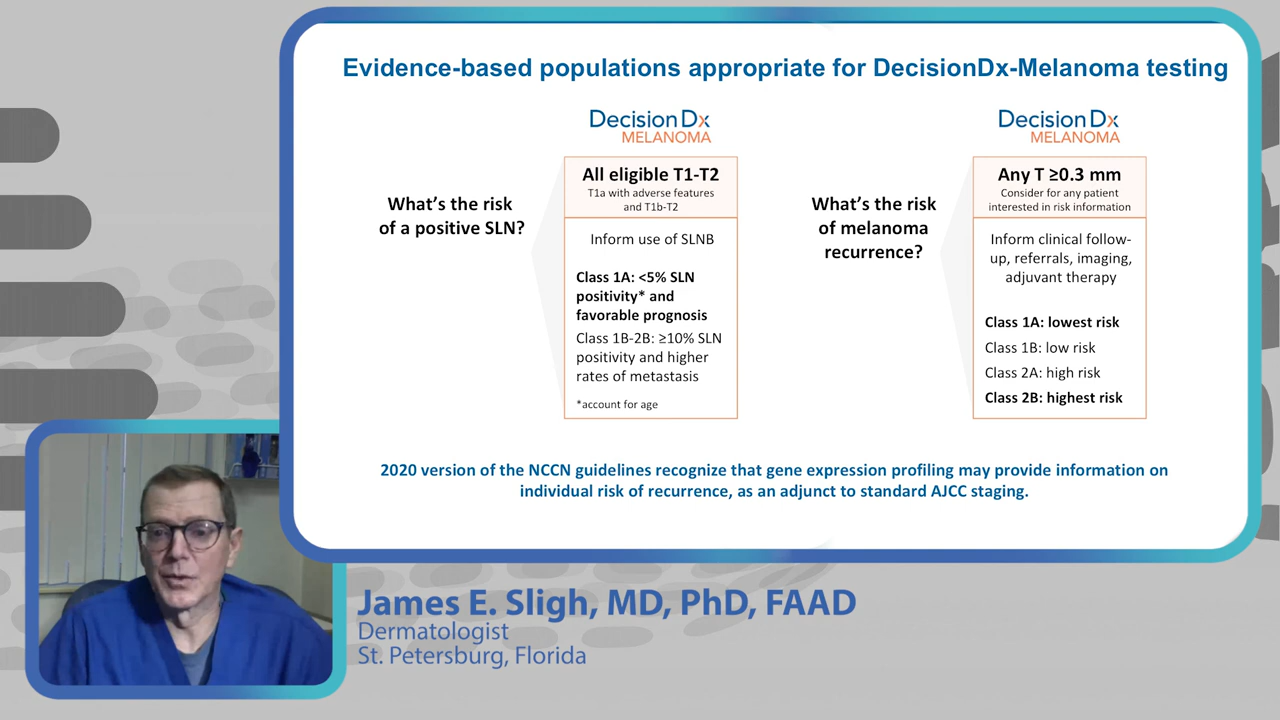 Evidence-based populations appropriate for DecisionDx-Melanoma testing
DecisionDx
MELANOMA
What's the risk
of a positive SLN?
All eligible T1-T2
T1a with adverse features
and T1b-T2
Inform use of SLNB
Class 1A: <5% SLN
positivity* and
favorable prognosis
Class 1B-2B: ≥10% SLN
positivity and higher
rates of metastasis
*account for age
DecisionDx
MELANOMA
What's the risk
of melanoma
recurrence?
Any T ≥0.3 mm
Consider for any patient
interested in risk information
Inform clinical follow-
up, referrals, imaging,
adjuvant therapy
Class 1A: lowest risk
Class 1B: low risk
Class 2A: high risk
Class 2B: highest risk
2020 version of the NCCN guidelines recognize that gene expression profiling may provide information on
individual risk of recurrence, as an adjunct to standard AJCC staging.
James E. Sligh, MD, PhD, FAAD
Dermatologist
St. Petersburg, Florida